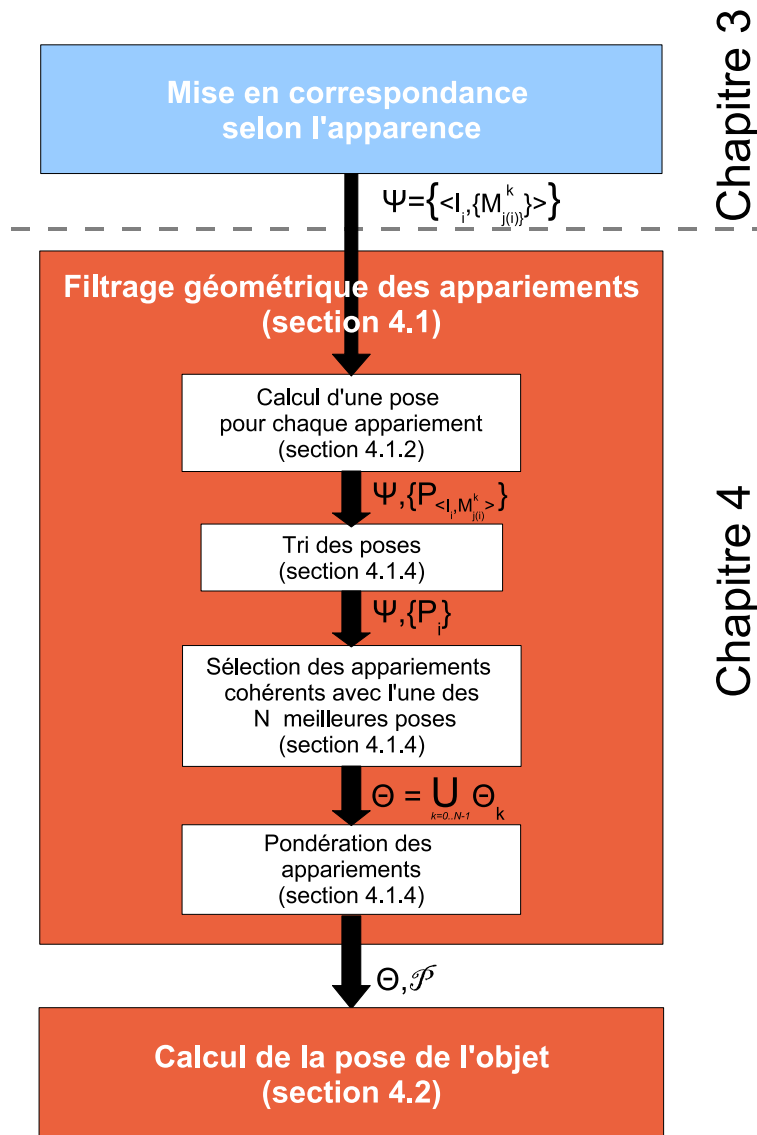 Chapitre 3
Mise en correspondance
selon l'apparence
Ψ={<I_i,{M^k_{j(i)}}>}
Filtrage géométrique des appariements
(section 4.1)
Calcul d'une pose
pour chaque appariement
(section 4.1.2)
Ψ,{P_{<I_i,M^k_{j(i)}>}}
Tri des poses
(section 4.1.4)
Ψ,{P_i}
Chapitre 4
Sélection des appariements
cohérents avec l'une des
N meilleures poses
(section 4.1.4)
Θ = ⋃_{k=0..N-1} Θ_k
Pondération des
appariements
(section 4.1.4)
Θ,𝒫
Calcul de la pose de l'objet
(section 4.2)